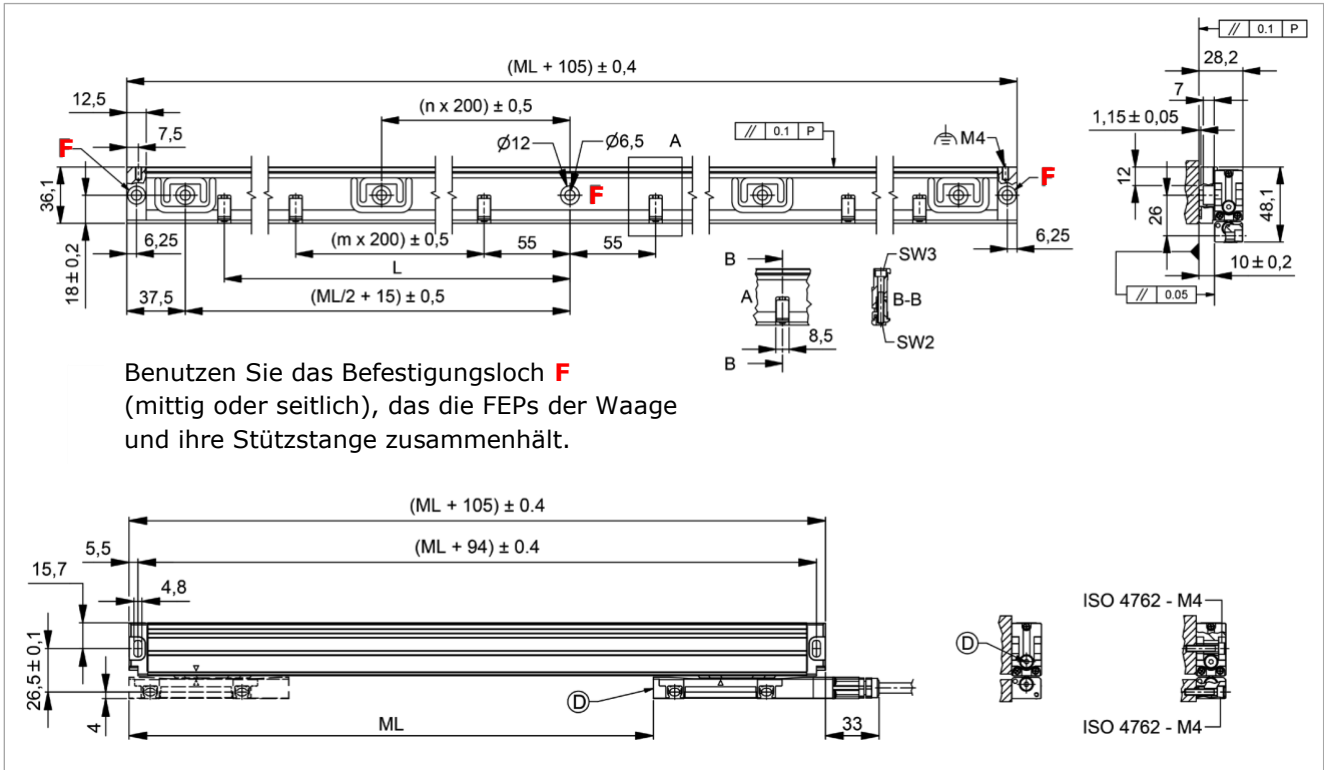 (ML + 105) ± 0,4
// 0.1 P
28,2
12,5
(n x 200) ± 0,5
7
7,5
Ø12
Ø6,5
// 0.1 P
A
M4
1,15 ± 0,05
F
F
F
36,1
12
26
48,1
18 ± 0,2
6,25
(m x 200) ± 0,5
55
55
6,25
L
10 ± 0,2
37,5
(ML/2 + 15) ± 0,5
B
SW3
A
B-B
// 0.05
8,5
SW2
B
Benutzen Sie das Befestigungsloch F
(mittig oder seitlich), das die FEPs der Waage
und ihre Stützstange zusammenhält.
(ML + 105) ± 0.4
5,5
(ML + 94) ± 0.4
15,7
4,8
ISO 4762 - M4
26,5 ± 0,1
D
D
4
ML
33
ISO 4762 - M4